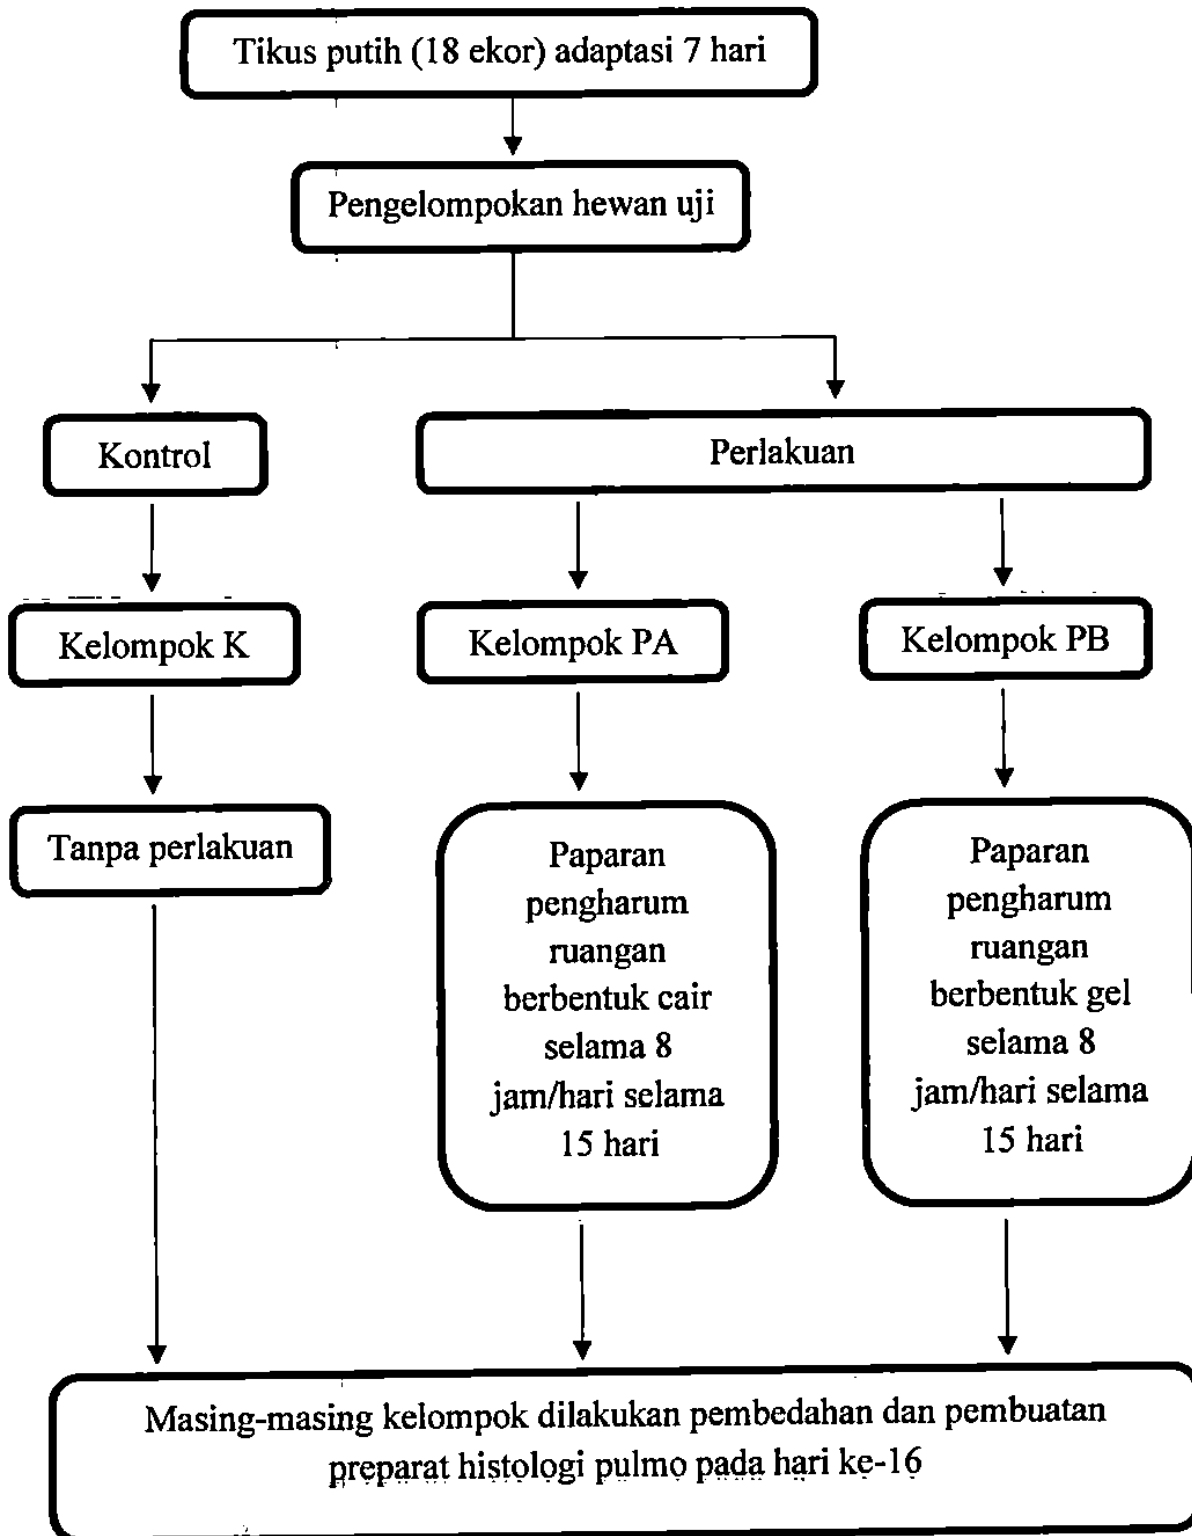 Tikus putih (18 ekor) adaptasi 7 hari
Pengelompokan hewan uji
Kontrol
Perlakuan
Kelompok K
Kelompok PA
Kelompok PB
Tanpa perlakuan
Paparan
pengharum
ruangan
berbentuk cair
selama 8
jam/hari selama
15 hari
Paparan
pengharum
ruangan
berbentuk gel
selama 8
jam/hari selama
15 hari
Masing-masing kelompok dilakukan pembedahan dan pembuatan
preparat histologi pulmo pada hari ke-16